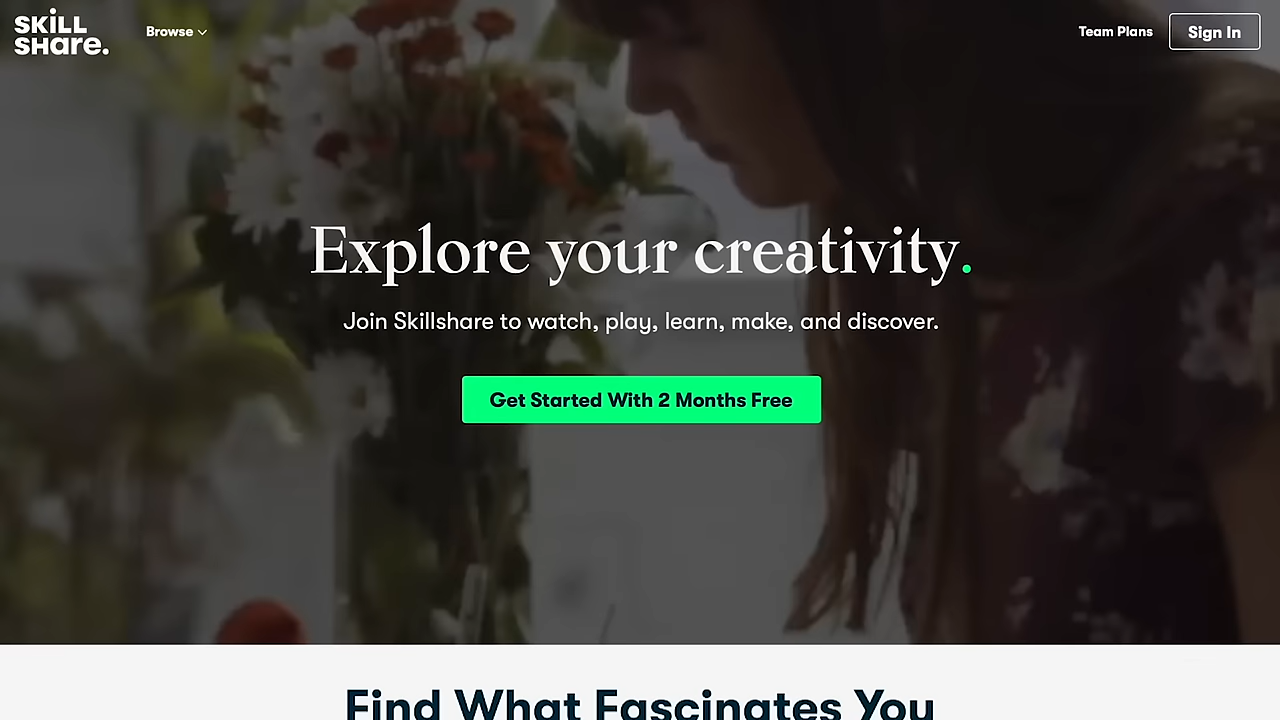 SKiLL
SHare.
Browse
Team Plans
Sign In
Explore your creativity.
Join Skillshare to watch, play, learn, make, and discover.
Get Started With 2 Months Free
Find What Fascinates You